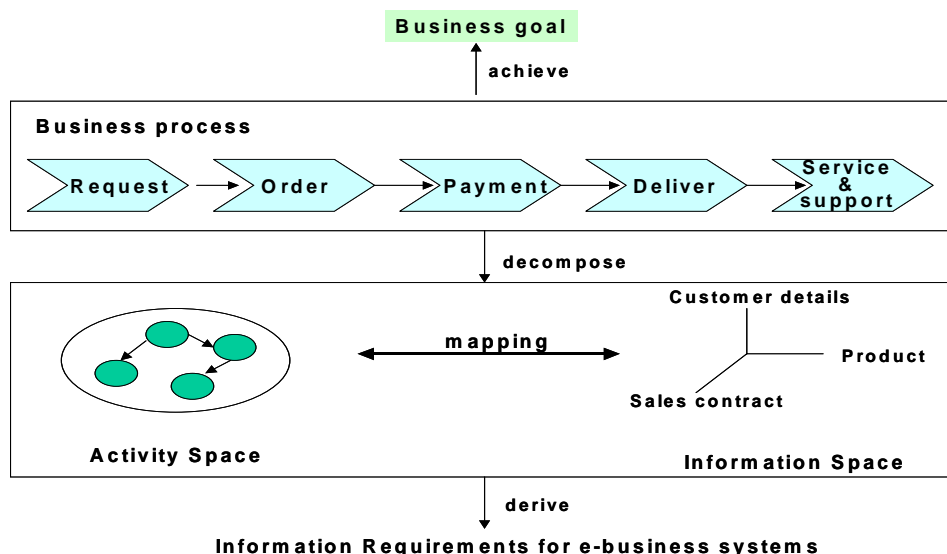 Business goal
achieve
Business process
Request
Order
Payment
Deliver
Service
&
support
decompose
Customer details
mapping
Product
Sales contract
Activity Space
Information Space
derive
Information Requirements for e-business systems